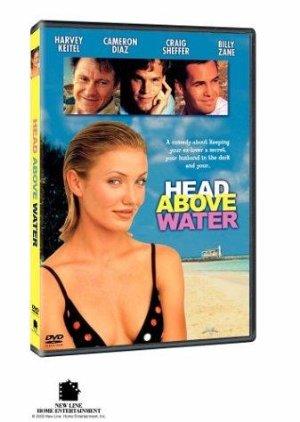 HARVEY KEITEL
CAMERON DIAZ
CRAIG SHEFFER
BILLY ZANE
A comedy about keeping
your ex-lover a secret,
your husband in the dark
and your...
HEAD
ABOVE
WATER
HEAD ABOVE WATER
DVD
DVD
NEW LINE
HOME ENTERTAINMENT